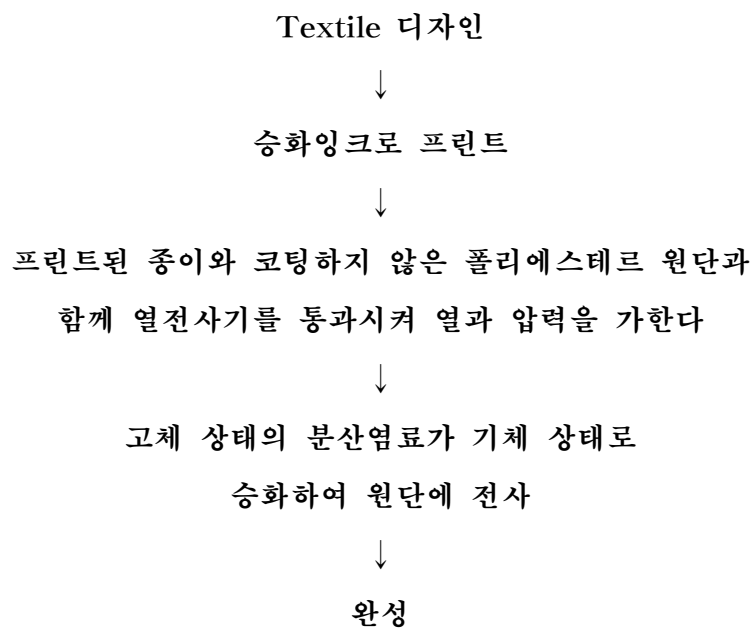 Textile 디자인
↓
승화잉크로 프린트
↓
프린트된 종이와 코팅하지 않은 폴리에스테르 원단과
함께 열전사기를 통과시켜 열과 압력을 가한다
↓
고체 상태의 분산염료가 기체 상태로
승화하여 원단에 전사
↓
완성